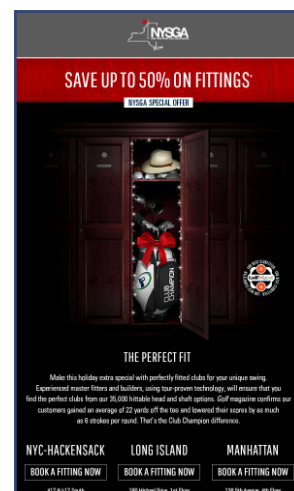 NYSGA
SAVE UP TO 50% ON FITTINGS*
NYSGA SPECIAL OFFER
CLUB CHAMPION
THE PERFECT FIT
Make this holiday extra special with perfectly fitted clubs for your unique swing.
Experienced master fitters and builders, using tour-proven technology, will ensure that you
find the perfect clubs from our 35,000 hittable head and shaft options. Golf magazine confirms our
customers gained an average of 22 yards off the tee and lowered their scores by as much
as 6 strokes per round. That's the Club Champion difference.
NYC-HACKENSACK LONG ISLAND MANHATTAN
BOOK A FITTING NOW BOOK A FITTING NOW BOOK A FITTING NOW